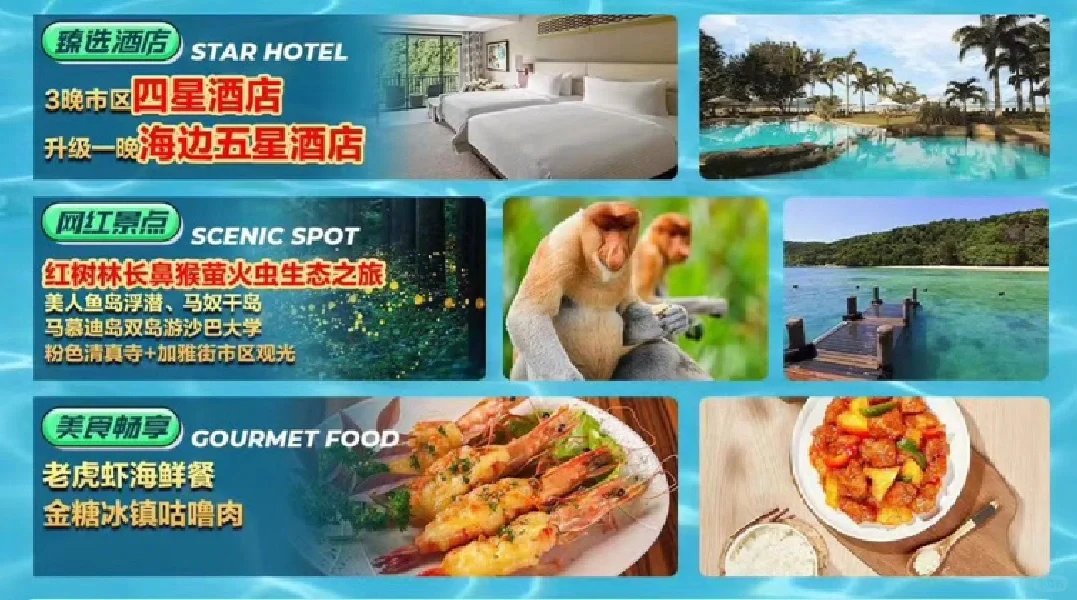 臻选酒店 STAR HOTEL
3晚市区四星酒店
升级一晚海边五星酒店
网红景点 SCENIC SPOT
红树林长鼻猴萤火虫生态之旅
美人鱼岛浮潜、马奴干岛
马慕迪岛双岛游沙巴大学
粉色清真寺+加雅街市区观光
美食畅享 GOURMET FOOD
老虎虾海鲜餐
金糖冰镇咕噜肉